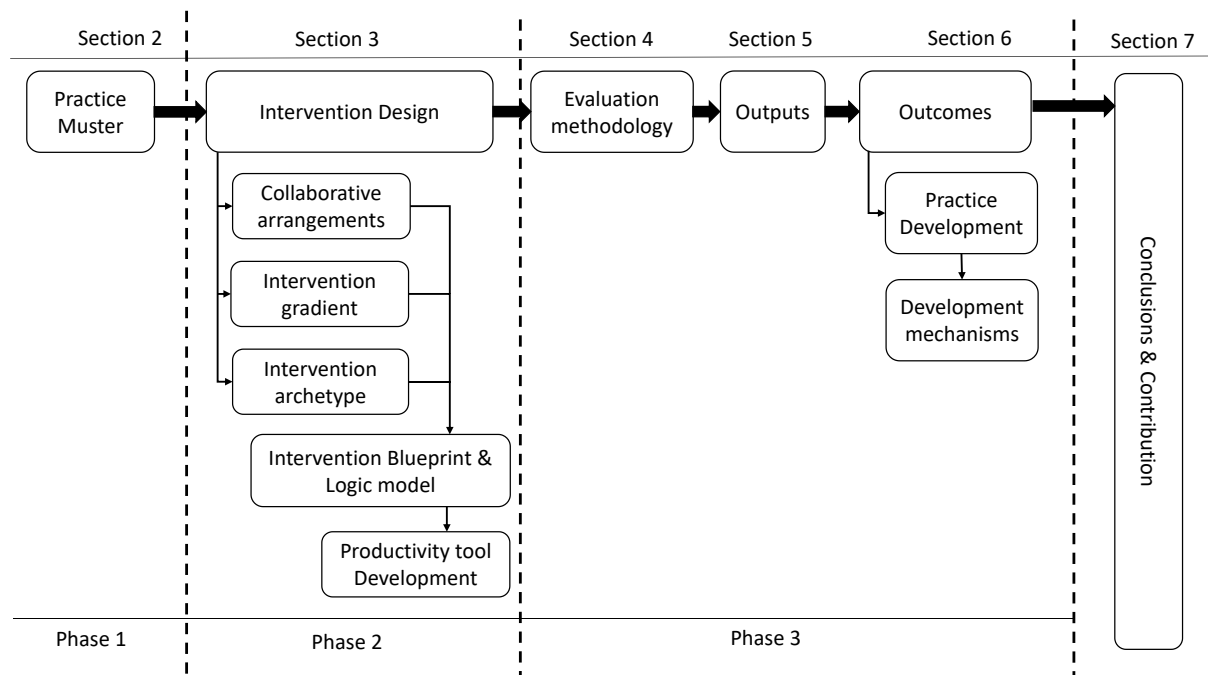 Section 2
Section 3
Section 4
Section 5
Section 6
Section 7
Practice
Muster
Intervention Design
Evaluation
methodology
Outputs
Outcomes
Collaborative
arrangements
Intervention
gradient
Intervention
archetype
Intervention Blueprint &
Logic model
Productivity tool
Development
Practice
Development
Development
mechanisms
Conclusions & Contribution
Phase 1
Phase 2
Phase 3